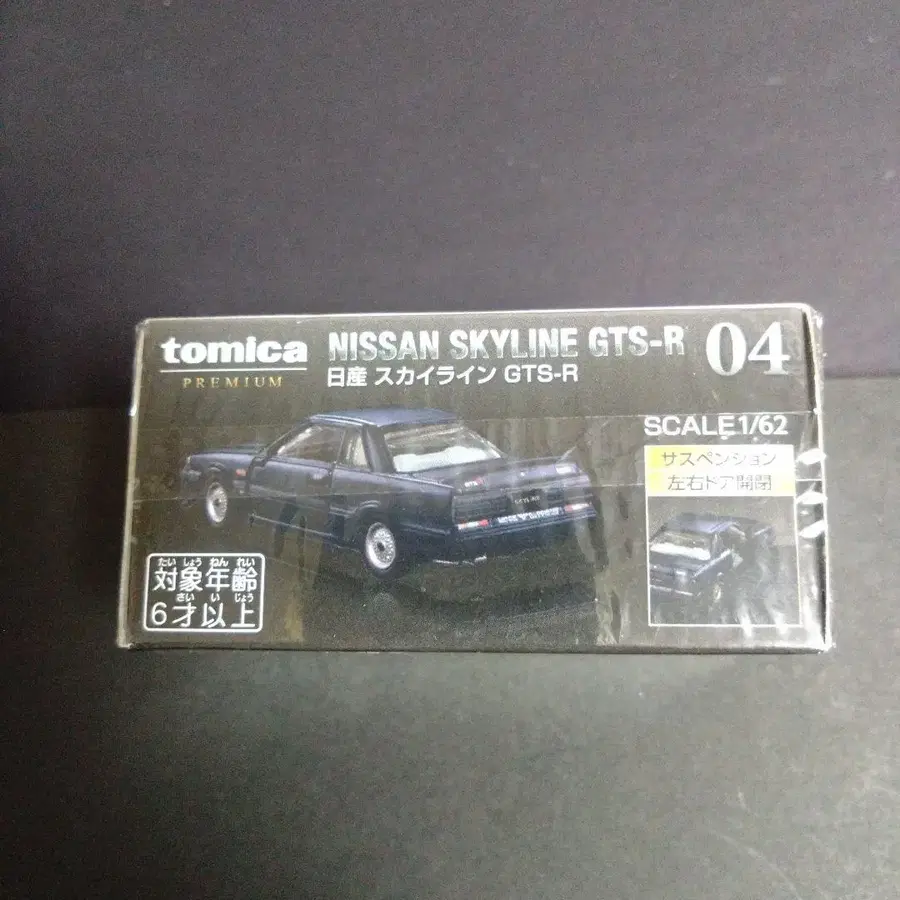 tomica
PREMIUM
NISSAN SKYLINE GTS-R
日産 スカイライン GTS-R
04
SCALE1/62
サスペンション
左右ドア開閉
たい しょう ねん れい
対象年齢
さい い じょう
6才以上